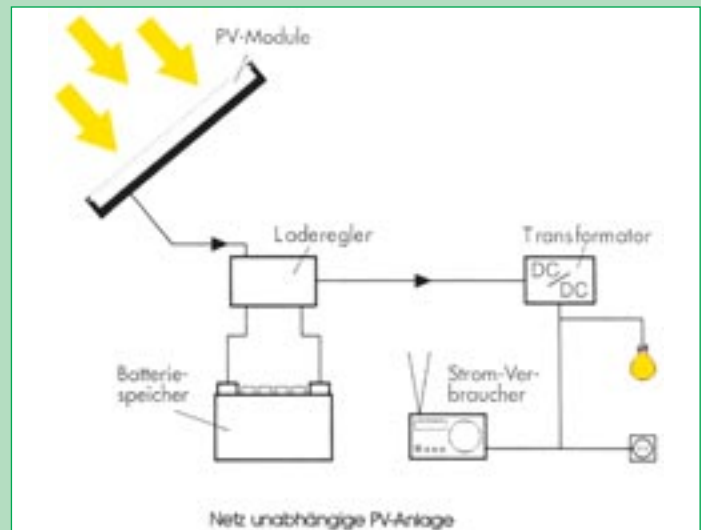 PV-Module
Laderegler
Transformator
DC/DC
Batterie-
speicher
Strom-Ver-
braucher
Netz unabhängige PV-Anlage